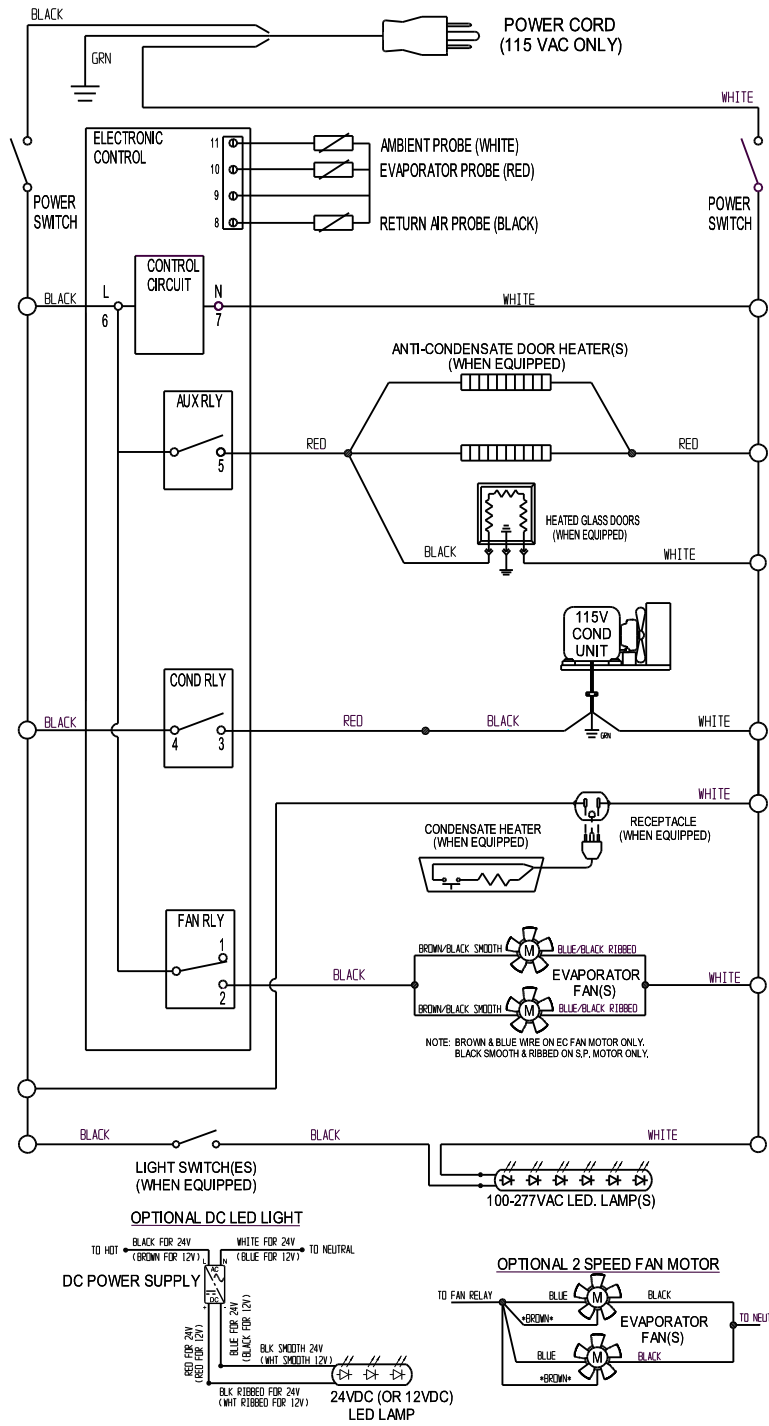 BLACK
POWER CORD
(115 VAC ONLY)
GRN
WHITE
ELECTRONIC
CONTROL
11
AMBIENT PROBE (WHITE)
10
EVAPORATOR PROBE (RED)
9
8
RETURN AIR PROBE (BLACK)
POWER
SWITCH
POWER
SWITCH
CONTROL
CIRCUIT
BLACK
L
6
N
7
WHITE
ANTI-CONDENSATE DOOR HEATER(S)
(WHEN EQUIPPED)
AUX RLY
5
RED
RED
HEATED GLASS DOORS
(WHEN EQUIPPED)
BLACK
WHITE
115V
COND
UNIT
COND RLY
BLACK
4
3
RED
BLACK
GRN
WHITE
WHITE
RECEPTACLE
(WHEN EQUIPPED)
CONDENSATE HEATER
(WHEN EQUIPPED)
FAN RLY
1
2
BLACK
BROWN/BLACK SMOOTH
M
BLUE/BLACK RIBBED
EVAPORATOR
FAN(S)
WHITE
BROWN/BLACK SMOOTH
M
BLUE/BLACK RIBBED
NOTE: BROWN & BLUE WIRE ON EC FAN MOTOR ONLY.
BLACK SMOOTH & RIBBED ON S.P. MOTOR ONLY.
BLACK
BLACK
WHITE
LIGHT SWITCH(ES)
(WHEN EQUIPPED)
100-277VAC LED. LAMP(S)
OPTIONAL DC LED LIGHT
TO HOT
BLACK FOR 24V
(BROWN FOR 12V)
WHITE FOR 24V
(BLUE FOR 12V)
TO NEUTRAL
L
N
AC
DC
DC POWER SUPPLY
+
-
RED FOR 24V
(RED FOR 12V)
BLUE FOR 24V
(BLACK FOR 12V)
BLK SMOOTH 24V
(WHT SMOOTH 12V)
BLK RIBBED FOR 24V
(WHT RIBBED FOR 12V)
24VDC (OR 12VDC)
LED LAMP
OPTIONAL 2 SPEED FAN MOTOR
TO FAN RELAY
BLUE
M
BLACK
*BROWN*
EVAPORATOR
FAN(S)
TO NEUT
BLUE
M
BLACK
*BROWN*